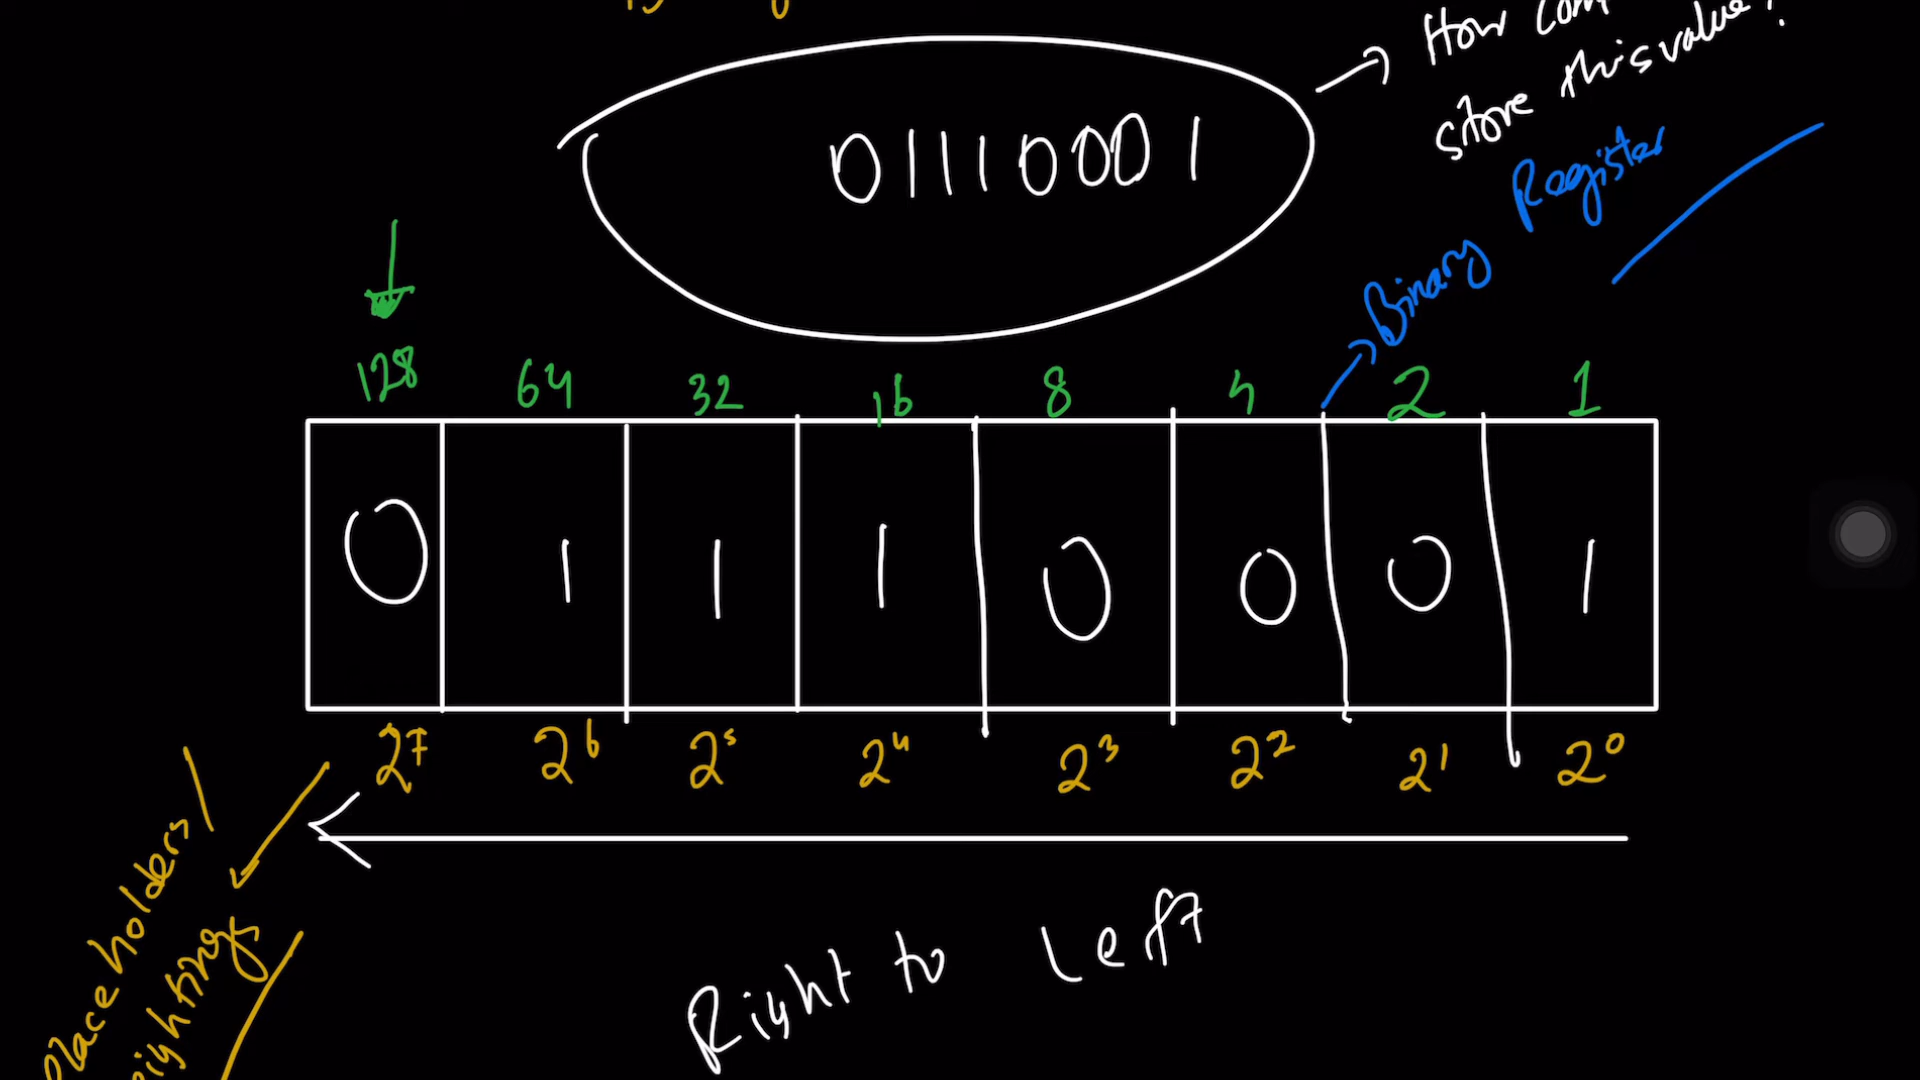 How com
store this value?
01110001
Binary Register
128 64 32 16 8 4 2 1
0 1 1 1 0 0 0 1
2⁷ 2⁶ 2⁵ 2⁴ 2³ 2² 2¹ 2⁰
Place holders/
eightings
Right to Left